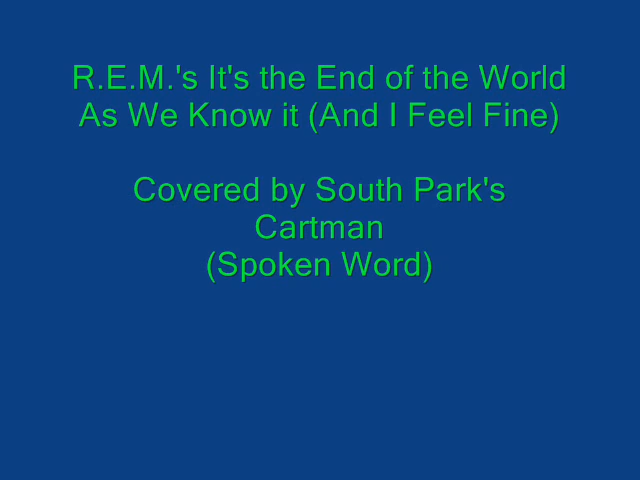 R.E.M.'s It's the End of the World
As We Know it (And I Feel Fine)
Covered by South Park's
Cartman
(Spoken Word)